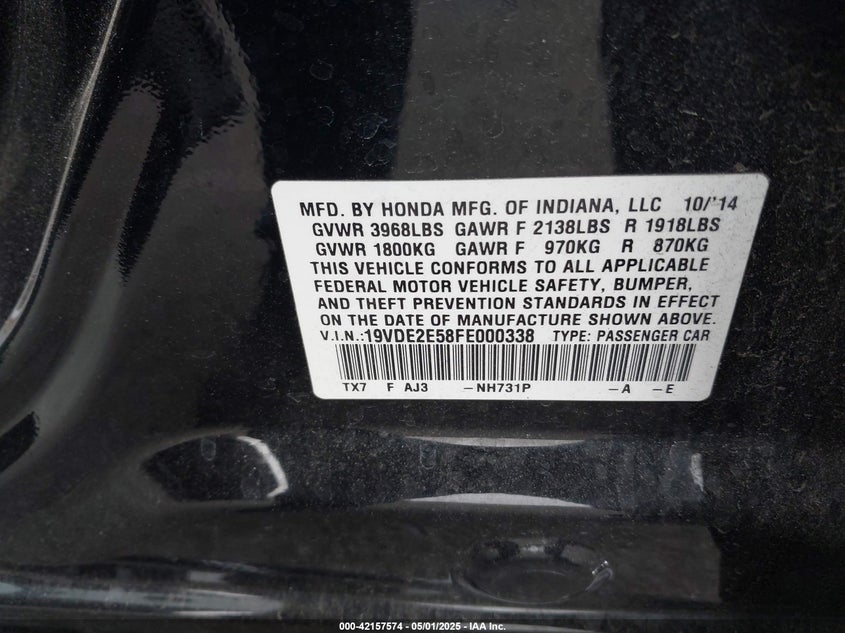 MFD. BY HONDA MFG. OF INDIANA, LLC 10/'14
GVWR 3968LBS GAWR F 2138LBS R 1918LBS
GVWR 1800KG GAWR F 970KG R 870KG
THIS VEHICLE CONFORMS TO ALL APPLICABLE
FEDERAL MOTOR VEHICLE SAFETY, BUMPER,
AND THEFT PREVENTION STANDARDS IN EFFECT
ON THE DATE OF MANUFACTURE SHOWN ABOVE.
V.I.N.:19VDE2E58FE000338 TYPE: PASSENGER CAR
TX7 F AJ3 -NH731P -A -E
000-42157574 - 05/01/2025 - IAA Inc.